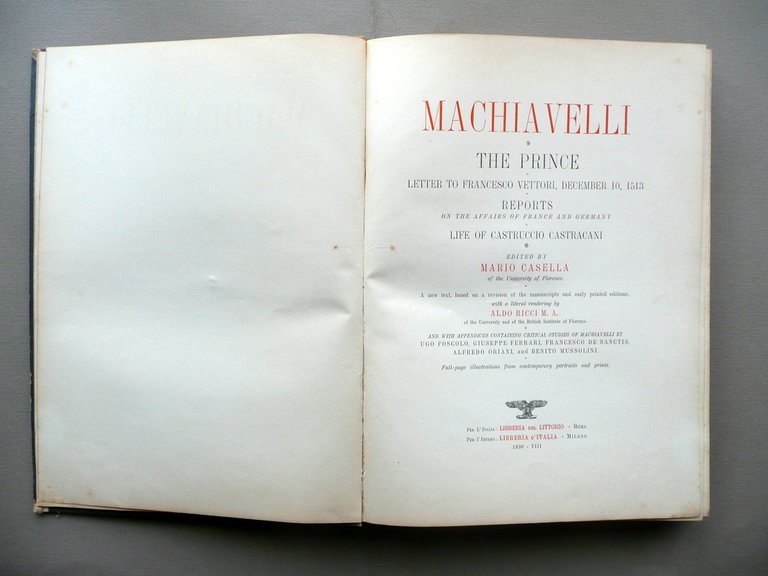 MACHIAVELLI
THE PRINCE
LETTER TO FRANCESCO VETTORI, DECEMBER 10, 1513
REPORTS
ON THE AFFAIRS OF FRANCE AND GERMANY
LIFE OF CASTRUCCIO CASTRACANI
EDITED BY
MARIO CASELLA
of the University of Florence.
A new text, based on a revision of the manuscripts and early printed editions,
with a literal rendering by
ALDO RICCI M. A.
of the University and of the British Institute of Florence.
AND WITH APPENDICES CONTAINING CRITICAL STUDIES OF MACHIAVELLI BY
UGO FOSCOLO, GIUSEPPE FERRARI, FRANCESCO DE SANCTIS,
ALFREDO ORIANI, and BENITO MUSSOLINI
Full-page illustrations from contemporary portraits and prints.
PER L'ITALIA: LIBRERIA DEL LITTORIO - ROMA
PER L'ESTERO: LIBRERIA D'ITALIA - MILANO
1930 - VIII